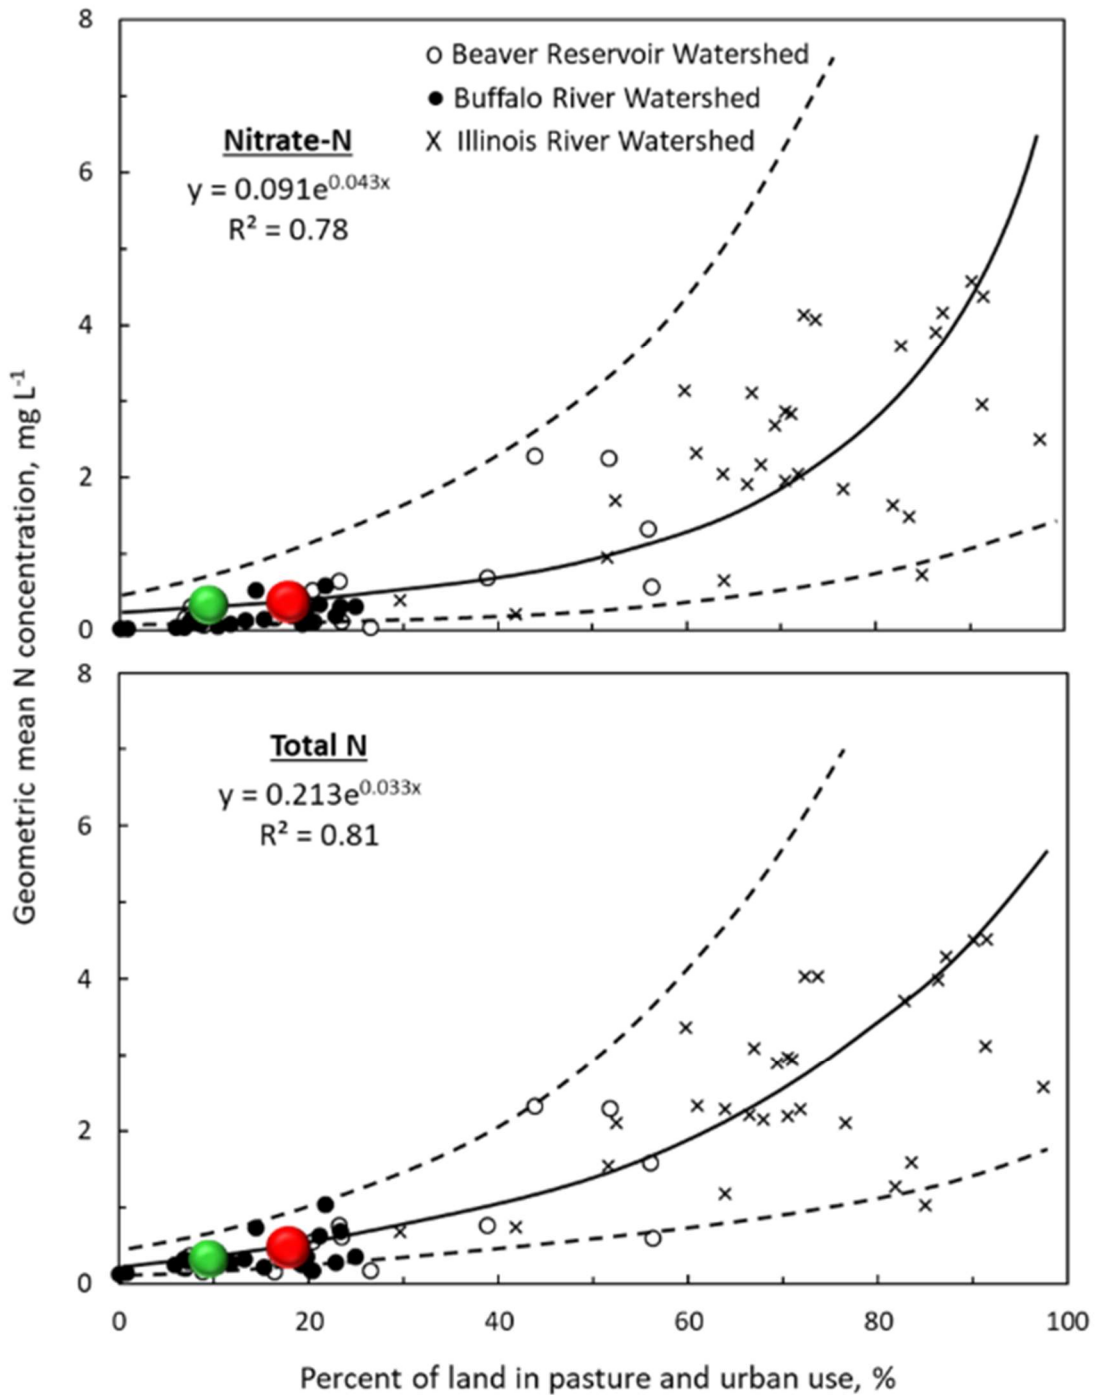 8
6
4
2
0
○ Beaver Reservoir Watershed
● Buffalo River Watershed
X Illinois River Watershed
Nitrate-N
y = 0.091e^0.043x
R² = 0.78
Geometric mean N concentration, mg L⁻¹
8
6
4
2
0
Total N
y = 0.213e^0.033x
R² = 0.81
0 20 40 60 80 100
Percent of land in pasture and urban use, %